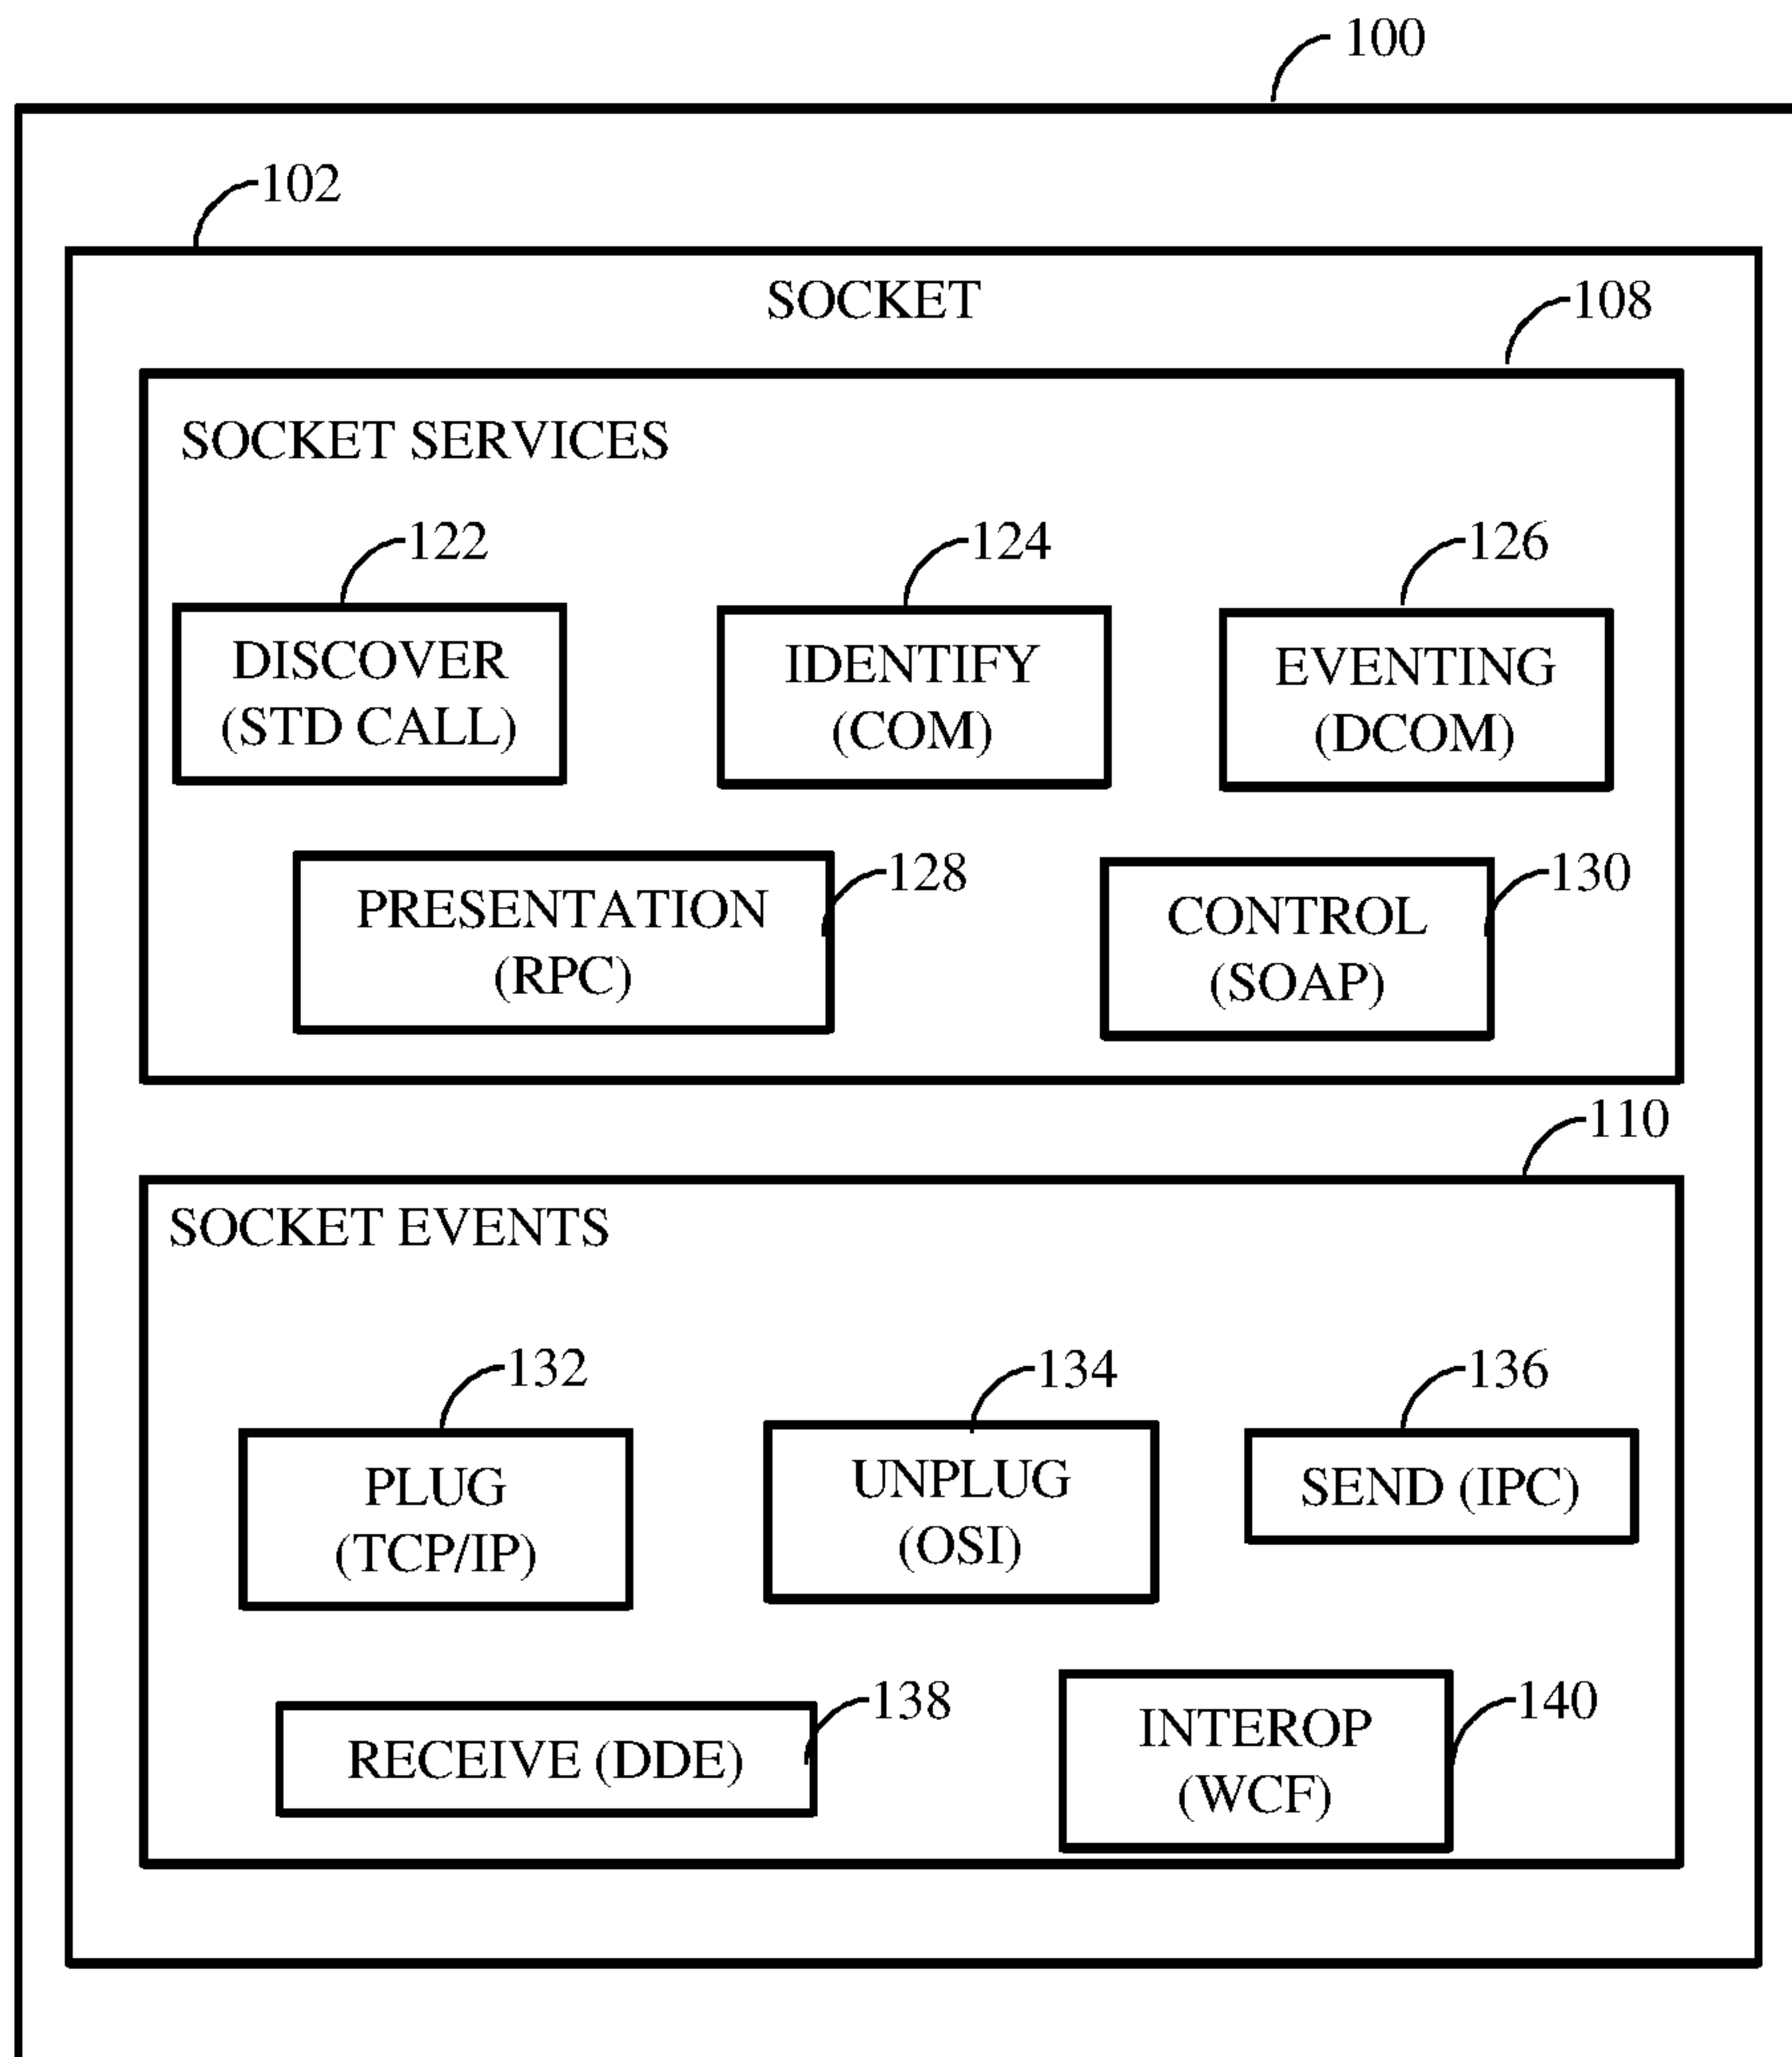 100
102
SOCKET
108
SOCKET SERVICES
122
124
126
DISCOVER
(STD CALL)
IDENTIFY
(COM)
EVENTING
(DCOM)
128
130
PRESENTATION
(RPC)
CONTROL
(SOAP)
110
SOCKET EVENTS
132
134
136
PLUG
(TCP/IP)
UNPLUG
(OSI)
SEND (IPC)
138
140
RECEIVE (DDE)
INTEROP
(WCF)